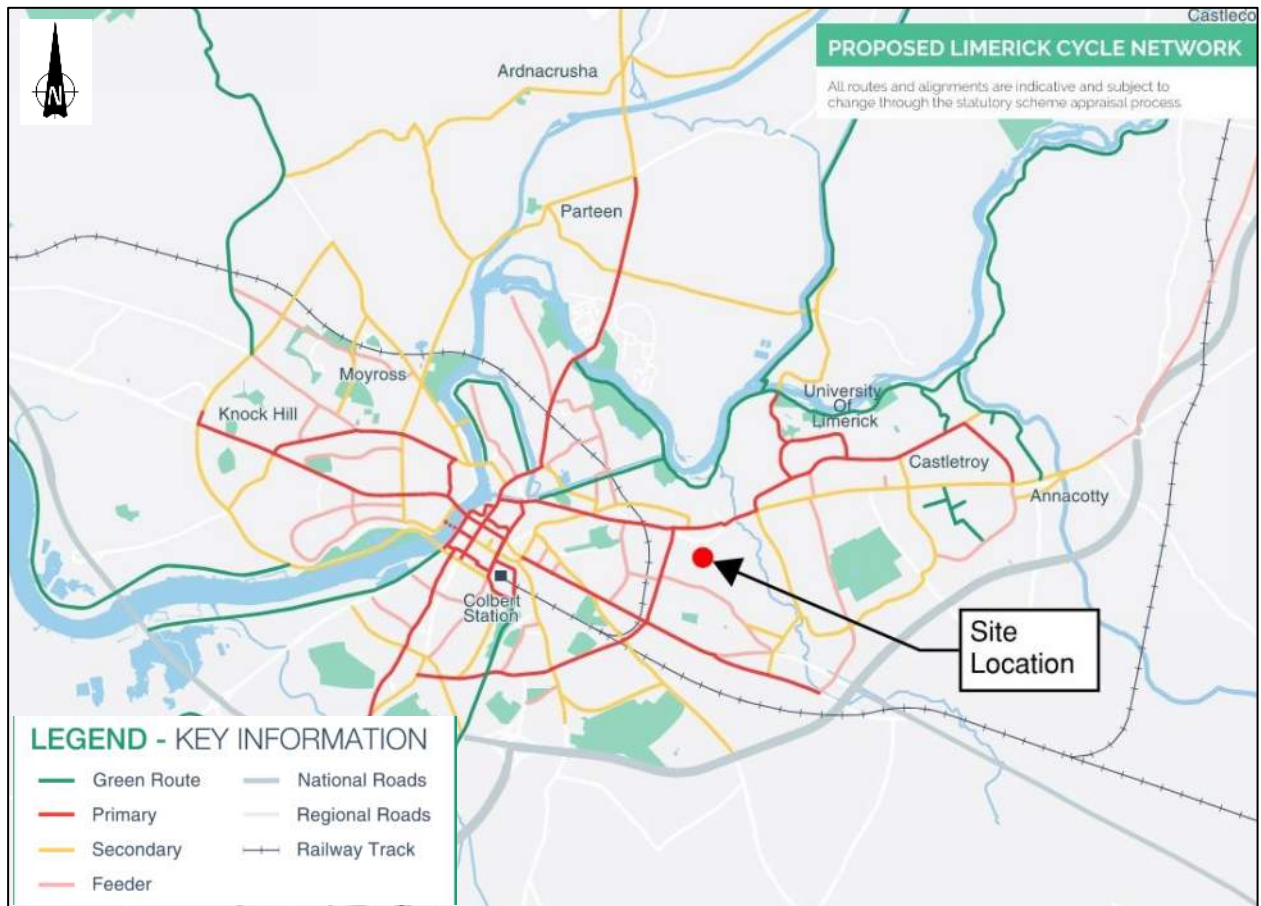 N
Castleco
PROPOSED LIMERICK CYCLE NETWORK
All routes and alignments are indicative and subject to
change through the statutory scheme appraisal process.
Ardnacrusha
Parteen
Moyross
Knock Hill
University
Of
Limerick
Castletroy
Annacotty
Colbert
Station
Site
Location
LEGEND - KEY INFORMATION
Green Route
National Roads
Primary
Regional Roads
Secondary
Railway Track
Feeder